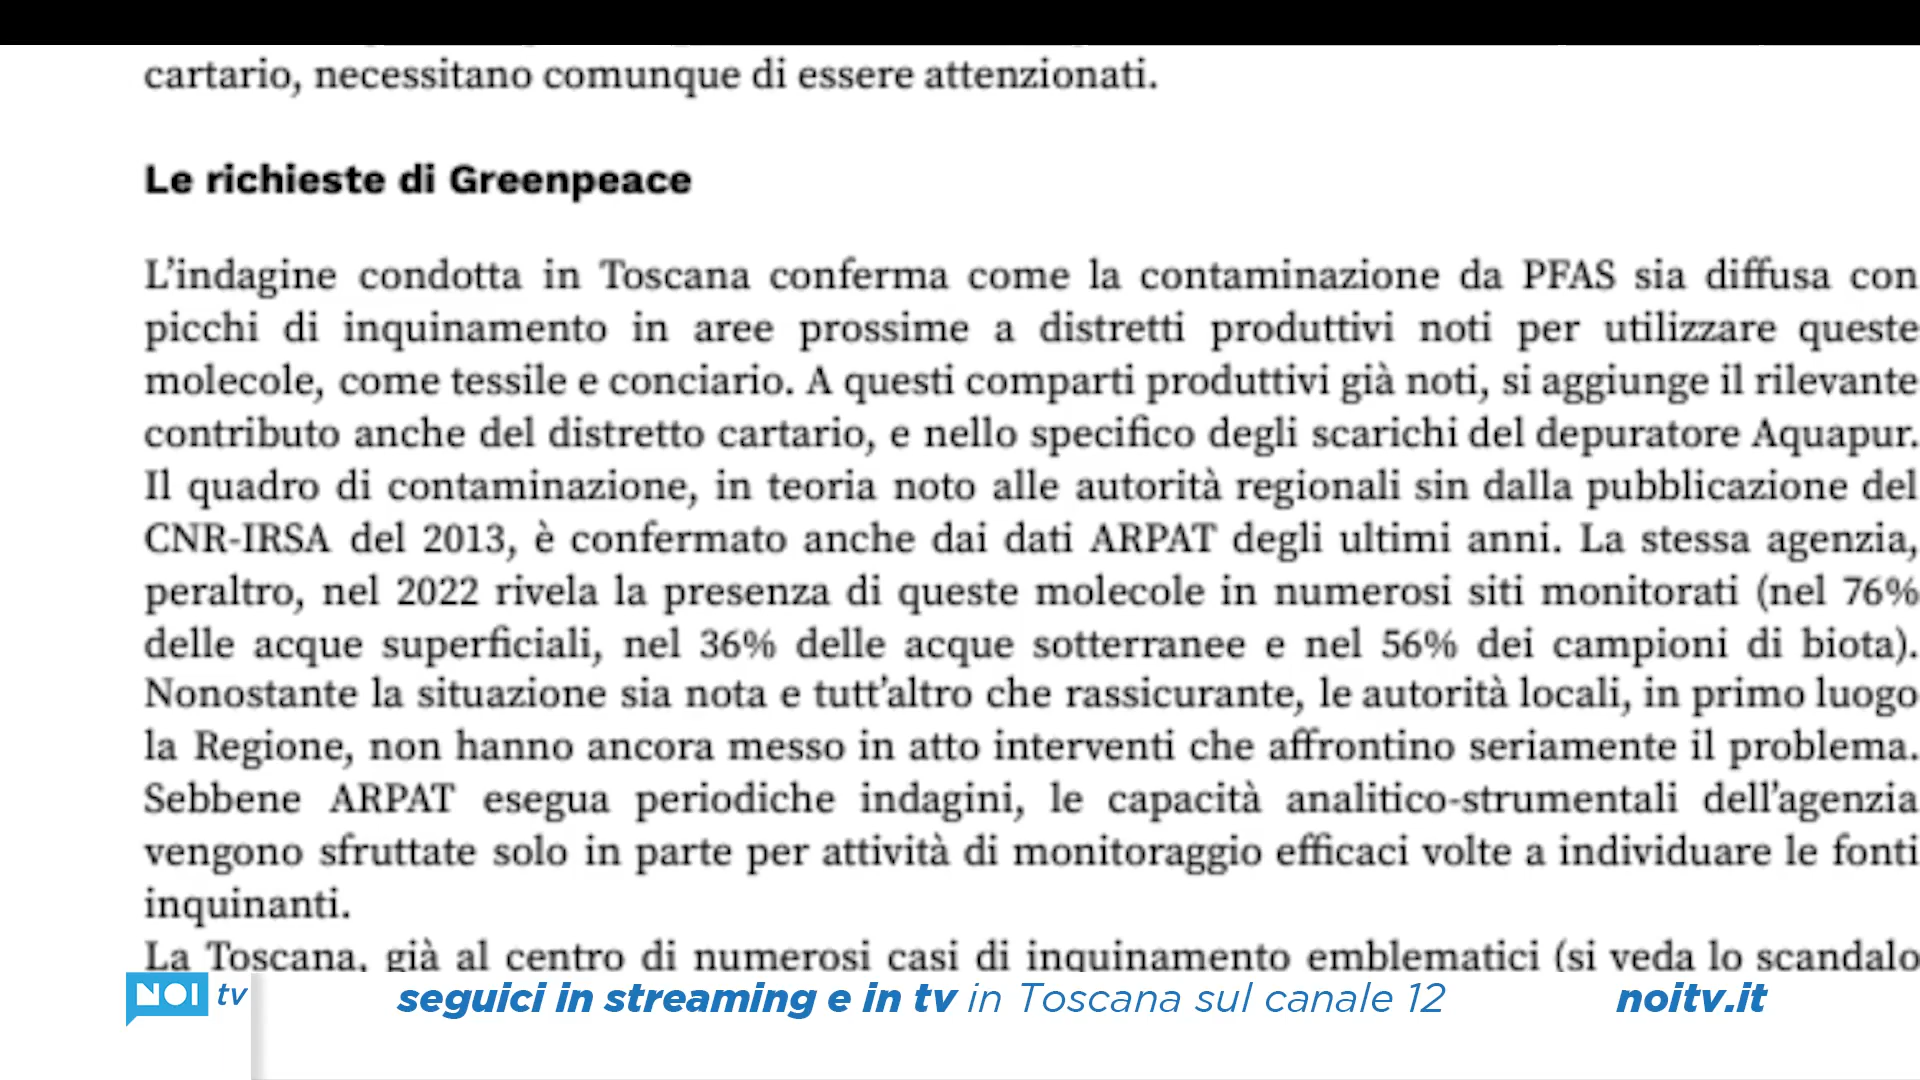 cartario, necessitano comunque di essere attenzionati.
Le richieste di Greenpeace
L’indagine condotta in Toscana conferma come la contaminazione da PFAS sia diffusa con
picchi di inquinamento in aree prossime a distretti produttivi noti per utilizzare queste
molecole, come tessile e conciario. A questi comparti produttivi già noti, si aggiunge il rilevante
contributo anche del distretto cartario, e nello specifico degli scarichi del depuratore Aquapur.
Il quadro di contaminazione, in teoria noto alle autorità regionali sin dalla pubblicazione del
CNR-IRSA del 2013, è confermato anche dai dati ARPAT degli ultimi anni. La stessa agenzia,
peraltro, nel 2022 rivela la presenza di queste molecole in numerosi siti monitorati (nel 76%
delle acque superficiali, nel 36% delle acque sotterranee e nel 56% dei campioni di biota).
Nonostante la situazione sia nota e tutt’altro che rassicurante, le autorità locali, in primo luogo
la Regione, non hanno ancora messo in atto interventi che affrontino seriamente il problema.
Sebbene ARPAT esegua periodiche indagini, le capacità analitico-strumentali dell’agenzia
vengono sfruttate solo in parte per attività di monitoraggio efficaci volte a individuare le fonti
inquinanti.
La Toscana, già al centro di numerosi casi di inquinamento emblematici (si veda lo scandalo
NOI tv seguici in streaming e in tv in Toscana sul canale 12 noitv.it